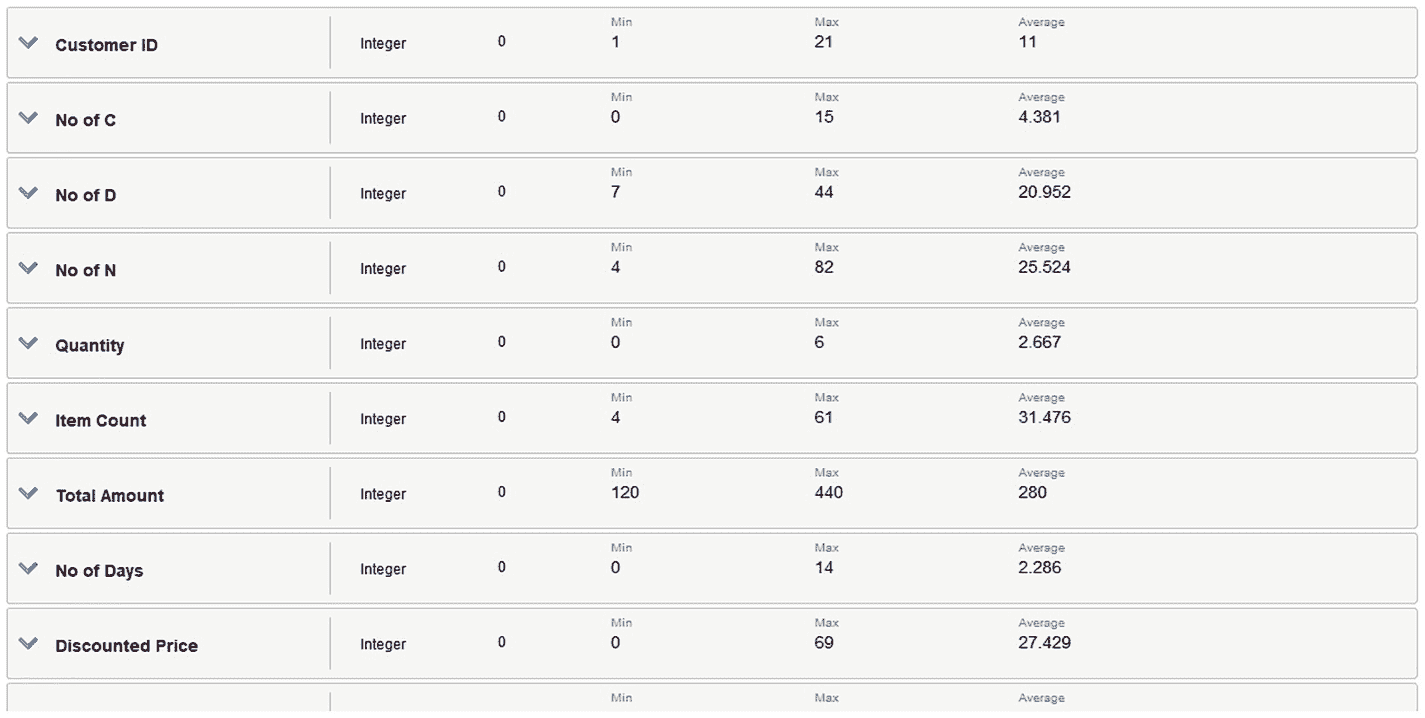 Min Max Average
Customer ID Integer 0 1 21 11
Min Max Average
No of C Integer 0 0 15 4.381
Min Max Average
No of D Integer 0 7 44 20.952
Min Max Average
No of N Integer 0 4 82 25.524
Min Max Average
Quantity Integer 0 0 6 2.667
Min Max Average
Item Count Integer 0 4 61 31.476
Min Max Average
Total Amount Integer 0 120 440 280
Min Max Average
No of Days Integer 0 0 14 2.286
Min Max Average
Discounted Price Integer 0 0 69 27.429
Min Max Average